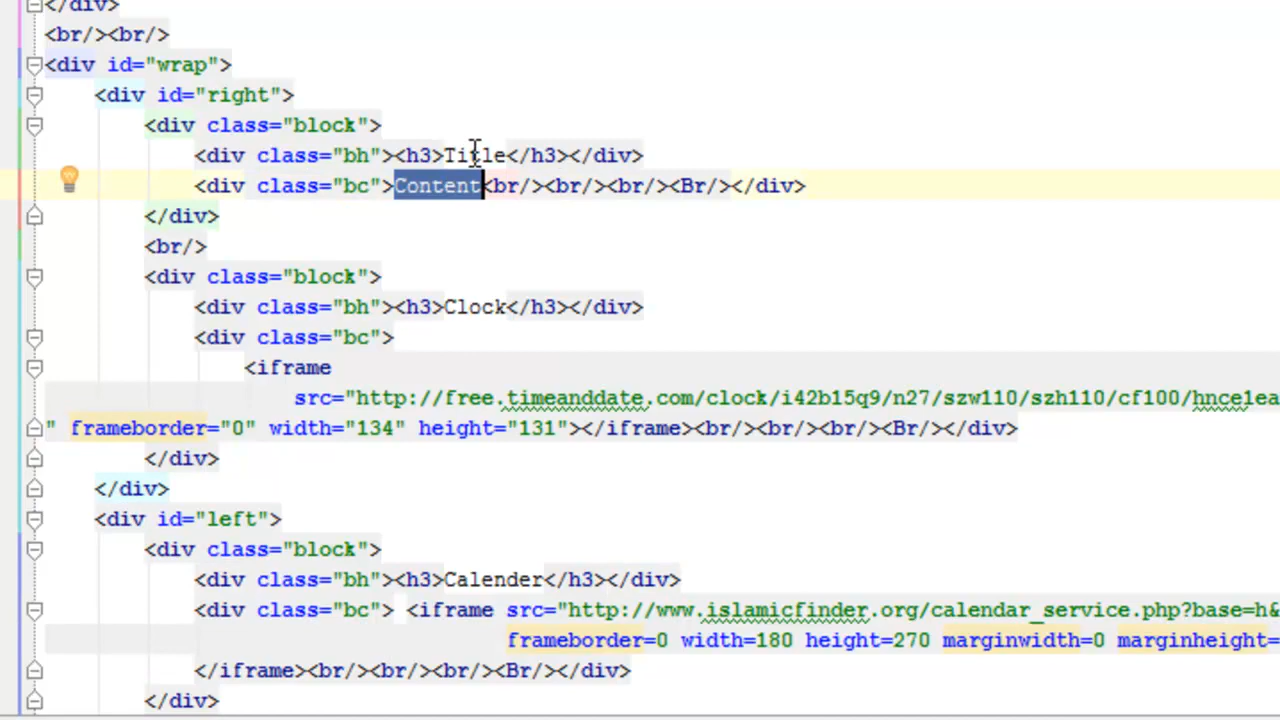 </div>
<br/><br/>
<div id="wrap">
<div id="right">
<div class="block">
<div class="bh"><h3>Title</h3></div>
<div class="bc">Content<br/><br/><br/><Br/></div>
</div>
<br/>
<div class="block">
<div class="bh"><h3>Clock</h3></div>
<div class="bc">
<iframe
src="http://free.timeanddate.com/clock/i42b15q9/n27/szw110/szh110/cf100/hnce1ea
" frameborder="0" width="134" height="131"></iframe><br/><br/><br/><Br/></div>
</div>
</div>
<div id="left">
<div class="block">
<div class="bh"><h3>Calender</h3></div>
<div class="bc"> <iframe src="http://www.islamicfinder.org/calendar_service.php?base=h&
frameborder=0 width=180 height=270 marginwidth=0 marginheight=
</iframe><br/><br/><br/><Br/></div>
</div>